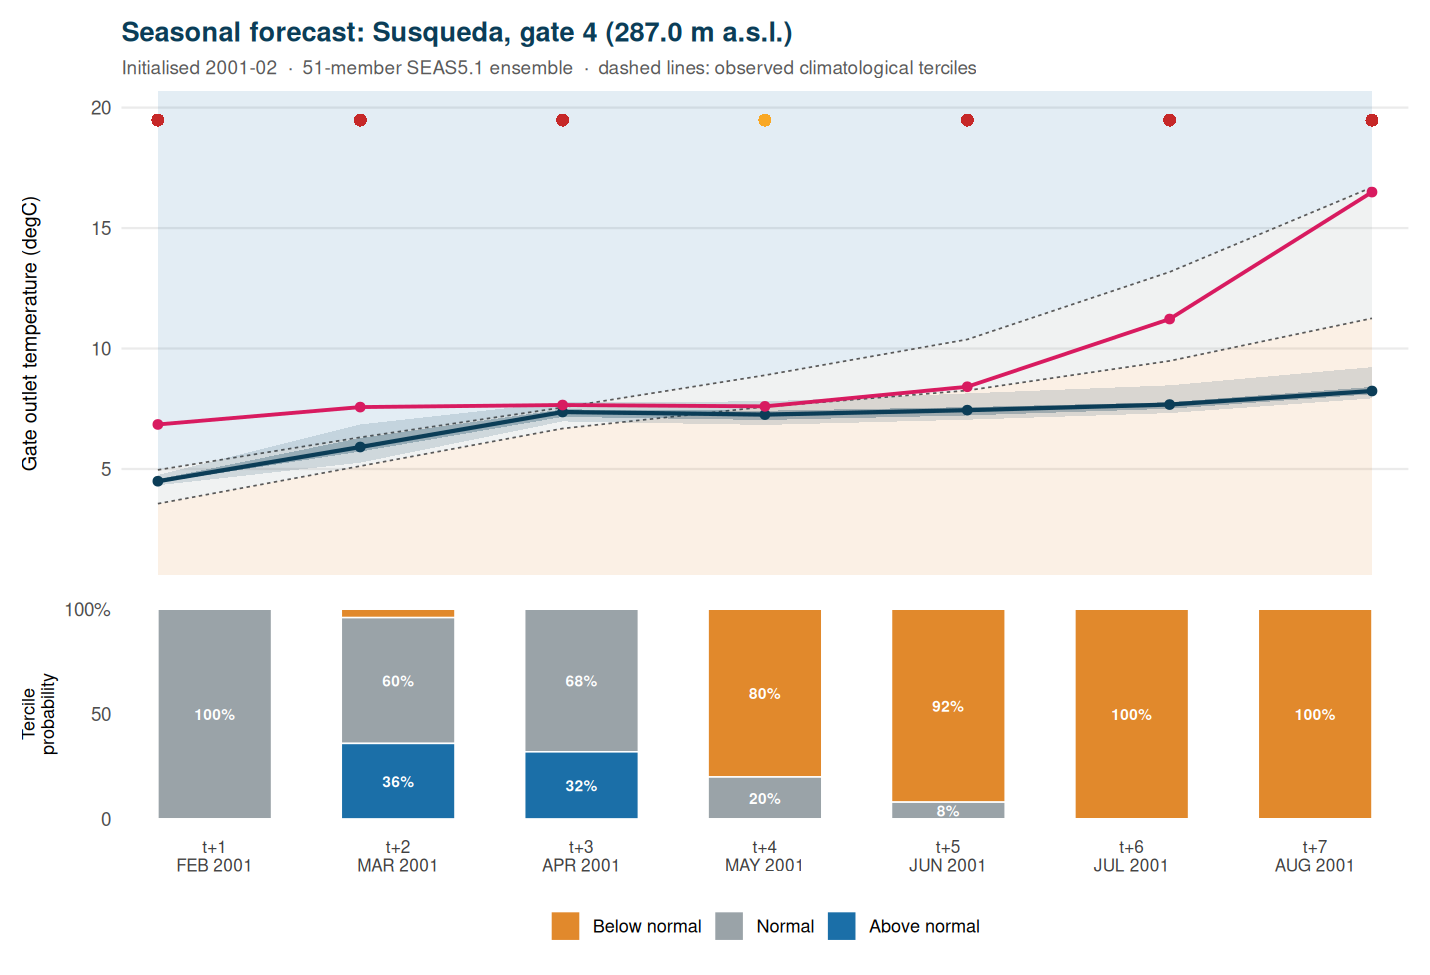 Seasonal forecast: Susqueda, gate 4 (287.0 m a.s.l.)
Initialised 2001-02 · 51-member SEAS5.1 ensemble · dashed lines: observed climatological terciles
Gate outlet temperature (degC)
20
15
10
5
Tercile
probability
100%
50
0
100%
60%
36%
68%
32%
80%
20%
92%
8%
100%
100%
t+1
FEB 2001
t+2
MAR 2001
t+3
APR 2001
t+4
MAY 2001
t+5
JUN 2001
t+6
JUL 2001
t+7
AUG 2001
Below normal
Normal
Above normal